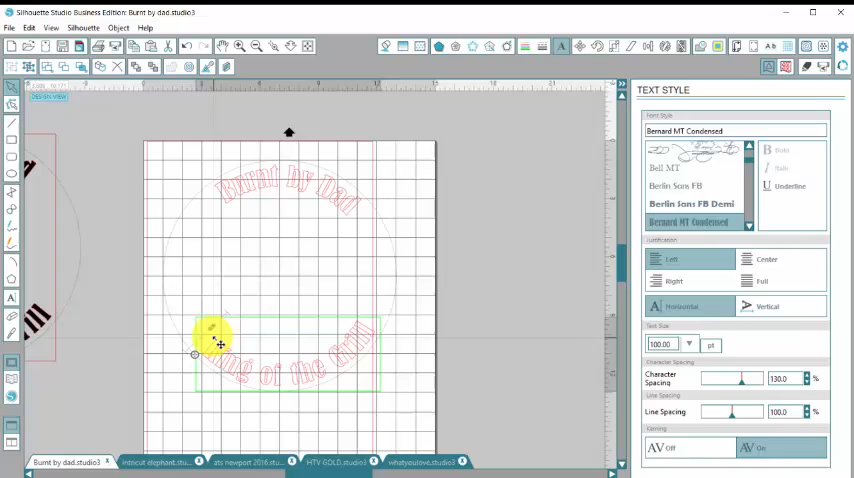 Silhouette Studio Business Edition: Burnt by dad.studio3
File Edit View Silhouette Object Help
DESIGN VIEW
Burnt by Dad
King of the Grill
TEXT STYLE
Font Style
Bernard MT Condensed
Bell MT
Berlin Sans FB
Berlin Sans FB Demi
Bernard MT Condensed
Bold
Italic
Underline
Justification
Left Center
Right Full
Horizontal Vertical
Text Size
100.00 pt
Character Spacing
Character
Spacing
130.0 %
Line Spacing
Line Spacing 100.0 %
Kerning
AV Off AV On
Burnt by dad.studio3 X intricut elephant.stu... X ats newport 2016.stu... X HTV GOLD.studio3 X whatyoulove.studio3 X